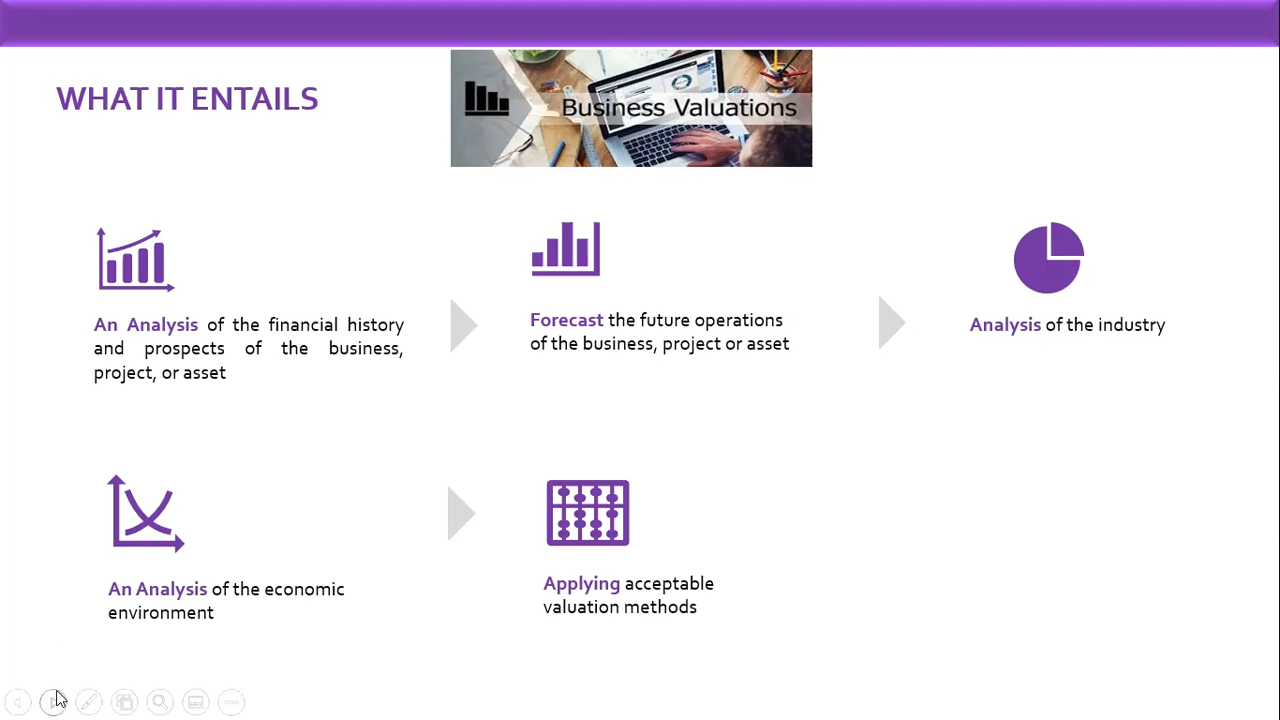 WHAT IT ENTAILS
Business Valuations
An Analysis of the financial history
and prospects of the business,
project, or asset
Forecast the future operations
of the business, project or asset
Analysis of the industry
An Analysis of the economic
environment
Applying acceptable
valuation methods